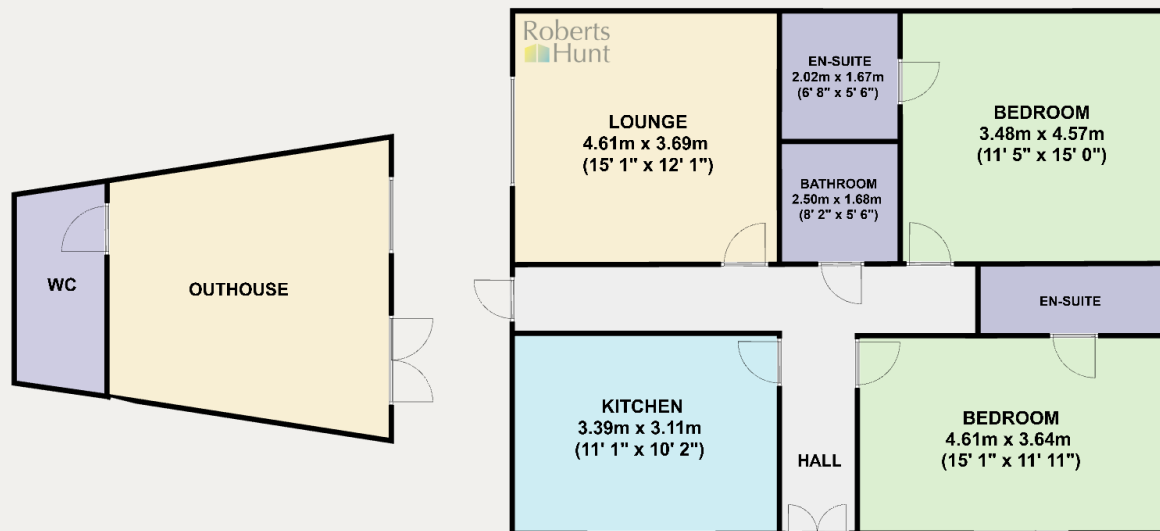 Roberts
Hunt
LOUNGE
4.61m x 3.69m
(15' 1" x 12' 1")
EN-SUITE
2.02m x 1.67m
(6' 8" x 5' 6")
BEDROOM
3.48m x 4.57m
(11' 5" x 15' 0")
BATHROOM
2.50m x 1.68m
(8' 2" x 5' 6")
WC
OUTHOUSE
EN-SUITE
KITCHEN
3.39m x 3.11m
(11' 1" x 10' 2")
HALL
BEDROOM
4.61m x 3.64m
(15' 1" x 11' 11")